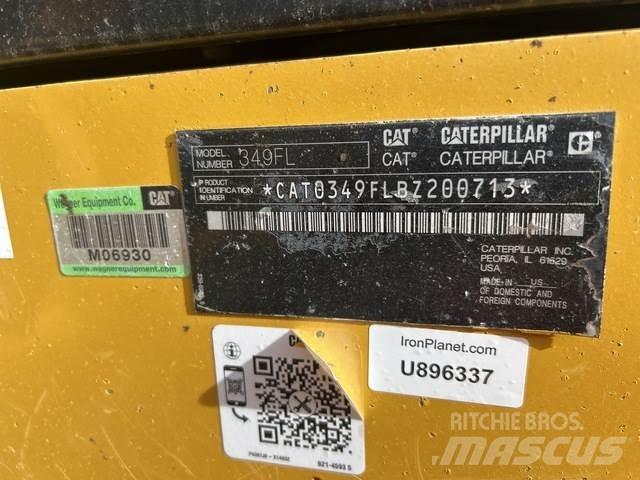 MODEL
NUMBER 349FL
CAT CATERPILLAR
CAT® CATERPILLAR®
PRODUCT
IDENTIFICATION
NUMBER
*CAT0349FLBZ200713*
CATERPILLAR INC.
PEORIA, IL 61629
USA
MADE-IN US
OF DOMESTIC AND
FOREIGN COMPONENTS
Wagner Equipment Co. CAT
M06930
www.wagnerequipment.com
IronPlanet.com
U896337
521-4593 S
RITCHIE BROS.
MASCUS